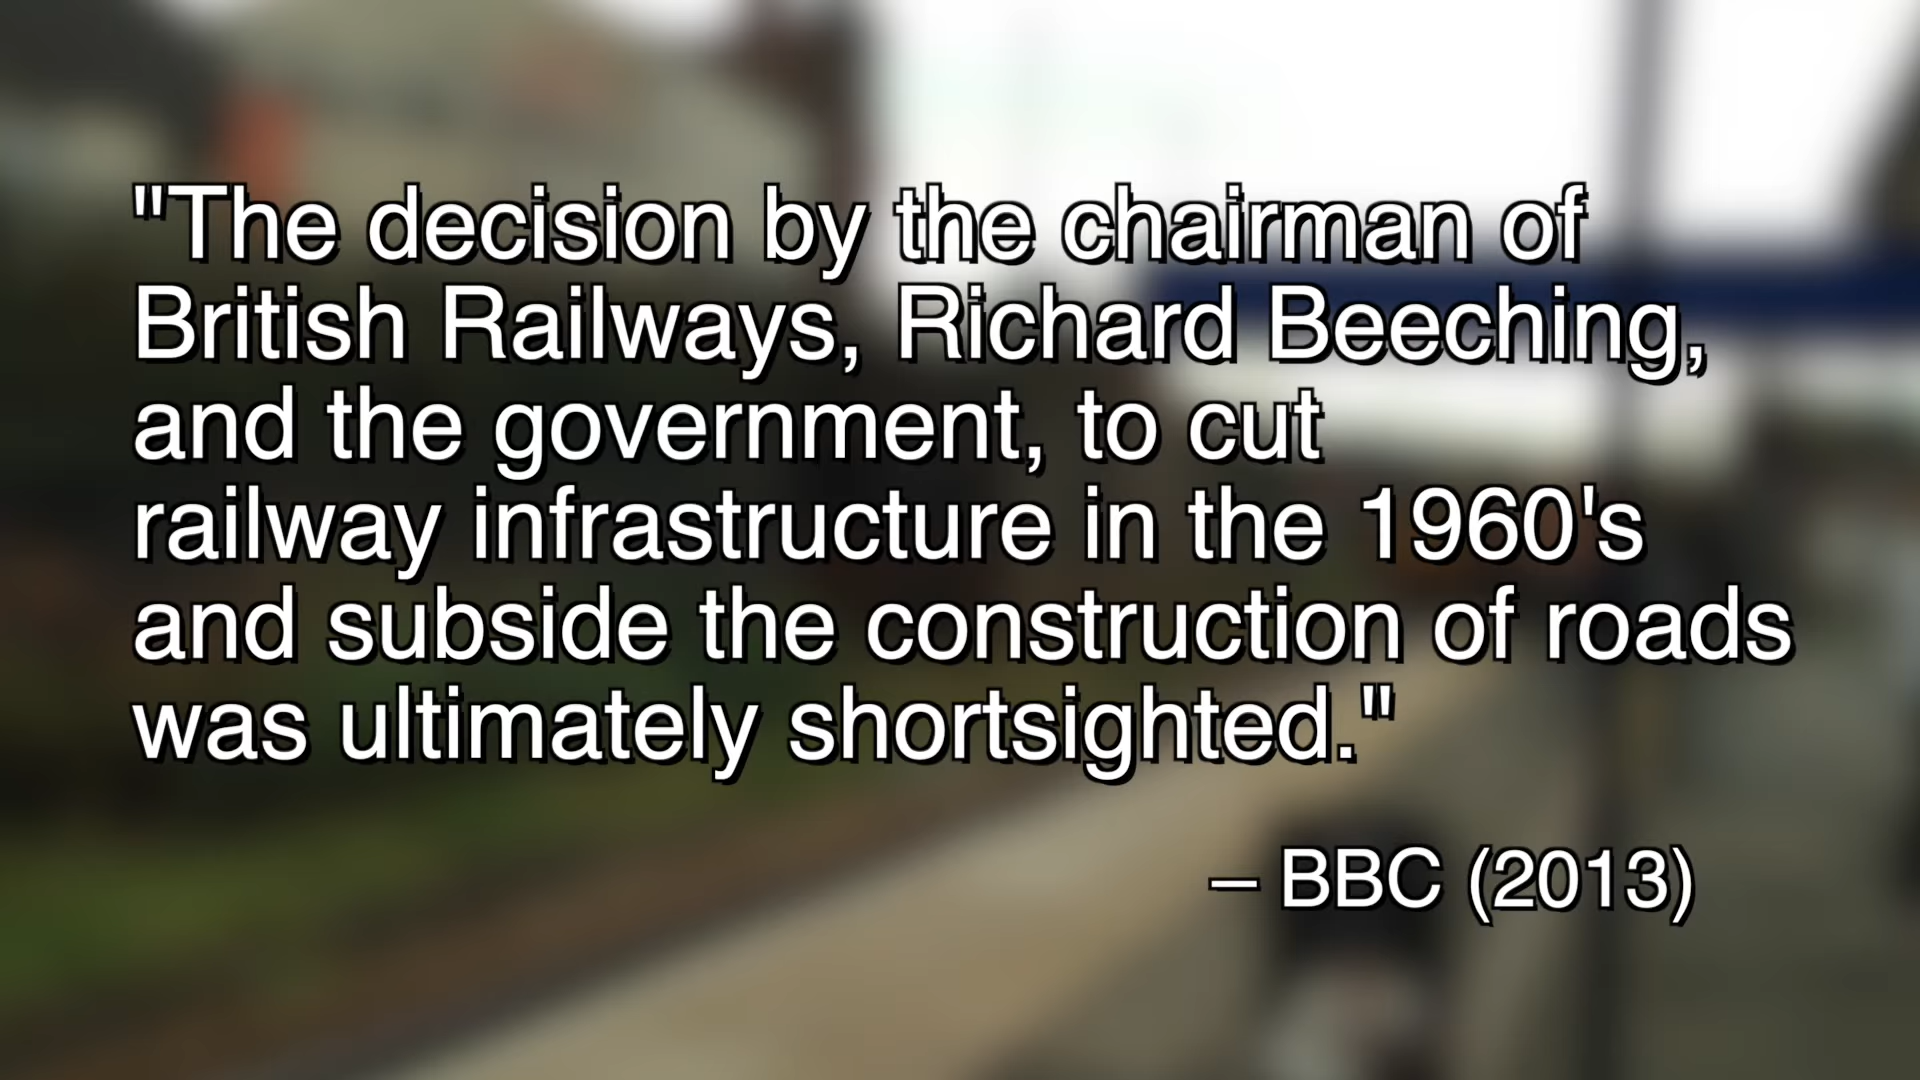 "The decision by the chairman of
British Railways, Richard Beeching,
and the government, to cut
railway infrastructure in the 1960's
and subside the construction of roads
was ultimately shortsighted."
– BBC (2013)